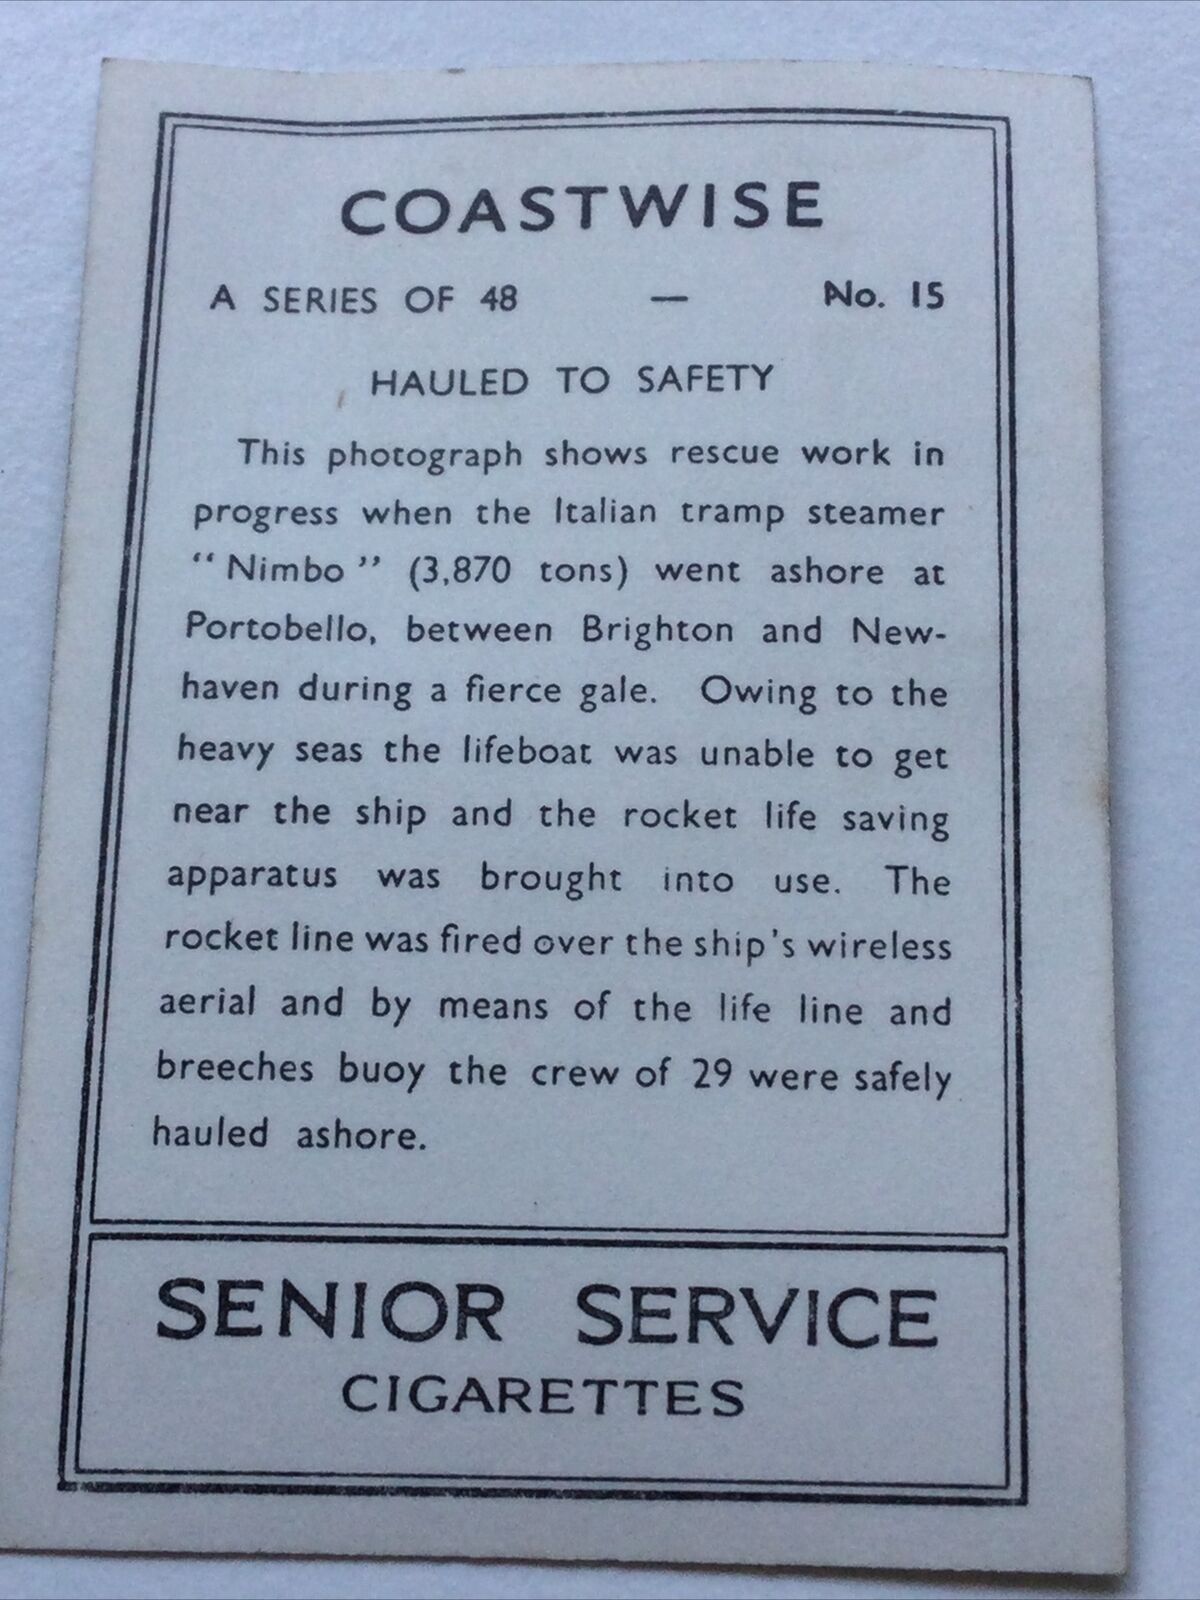 COASTWISE
A SERIES OF 48 — No. 15
HAULED TO SAFETY
This photograph shows rescue work in
progress when the Italian tramp steamer
“Nimbo” (3,870 tons) went ashore at
Portobello, between Brighton and New-
haven during a fierce gale. Owing to the
heavy seas the lifeboat was unable to get
near the ship and the rocket life saving
apparatus was brought into use. The
rocket line was fired over the ship's wireless
aerial and by means of the life line and
breeches buoy the crew of 29 were safely
hauled ashore.
SENIOR SERVICE
CIGARETTES